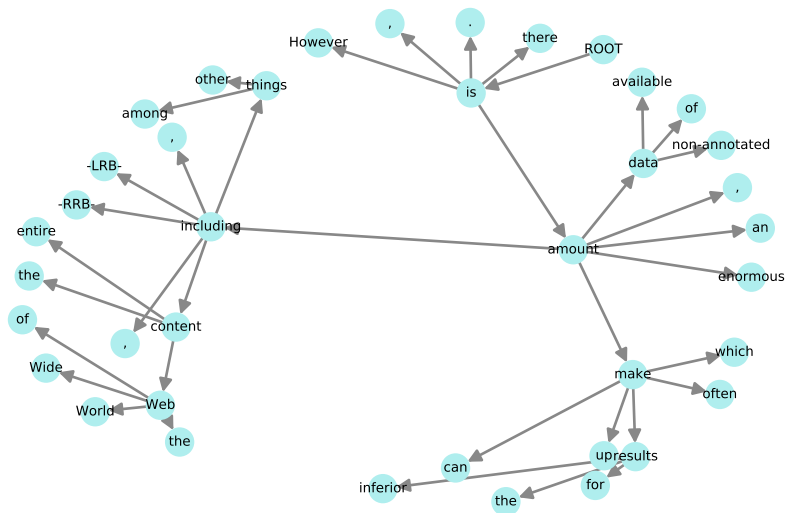 However
,
.
there
ROOT
is
available
of
non-annotated
data
other
things
among
,
-LRB-
-RRB-
including
entire
the
,
an
amount
enormous
of
content
,
Wide
World
Web
the
which
make
often
can
up
results
inferior
the
for